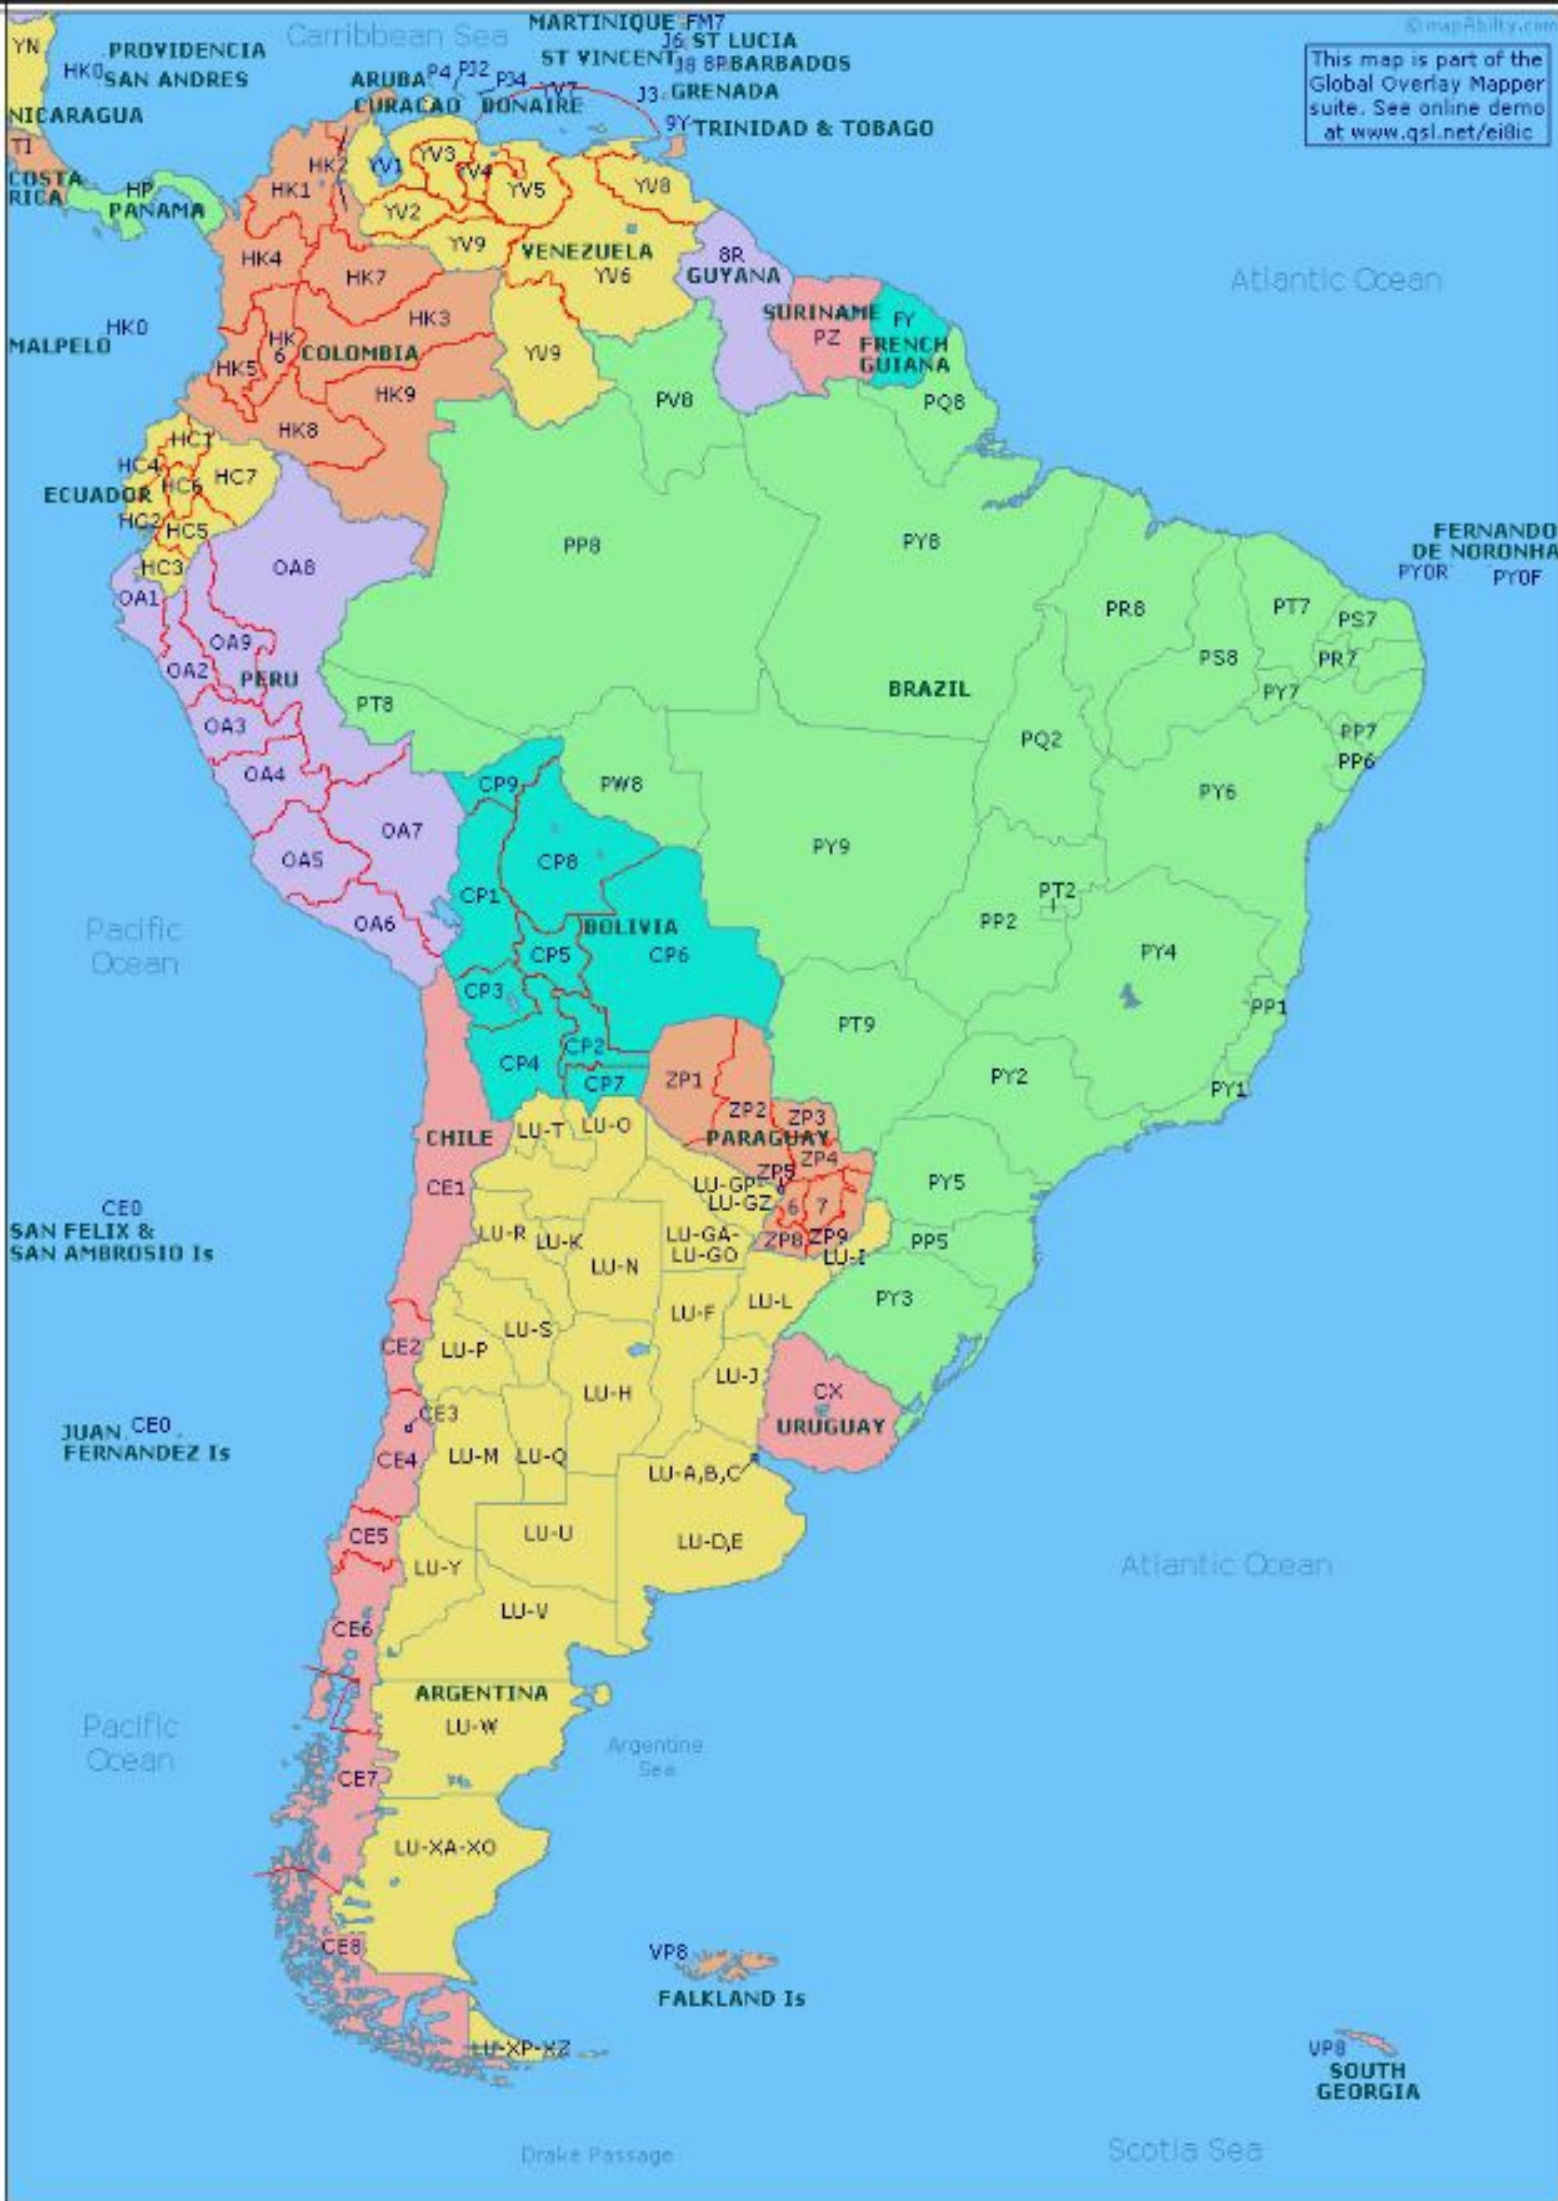 © mapAbility.com
This map is part of the
Global Overlay Mapper
suite. See online demo
at www.qsl.net/ei8ic
Carribbean Sea
MARTINIQUE FM7
J6 ST LUCIA
ST VINCENT J8 8P BARBADOS
J3 GRENADA
9Y TRINIDAD & TOBAGO
YN
NICARAGUA
HK0 PROVIDENCIA
SAN ANDRES
ARUBA P4 PJ2 PJ4 YV7
CURACAO BONAIRE
TI
COSTA
RICA
HP
PANAMA
HK1
HK2
YV1
YV3
YV4
YV5
YV8
YV2
YV9
VENEZUELA
YV6
HK4
HK7
HK3
8R
GUYANA
SURINAME
PZ
FY
FRENCH
GUIANA
Atlantic Ocean
HK0
MALPELO
HK
6
COLOMBIA
HK5
HK9
HK8
YV9
PV8
PQ8
HC1
HC4
HC6
HC7
ECUADOR
HC2
HC5
HC3
OA1
OA8
OA9
OA2
PERU
OA3
OA4
OA7
OA5
OA6
PP8
PY8
PR8
PS8
PT7
PS7
PR7
PY7
PP7
PP6
FERNANDO
DE NORONHA
PY0R PY0F
BRAZIL
PT8
PQ2
PW8
PY9
PY6
PT2
PP2
PY4
PP1
PT9
PY2
PY1
PY5
PP5
PY3
CP9
CP8
CP1
BOLIVIA
CP5
CP6
CP3
CP2
CP4
CP7
Pacific
Ocean
ZP1
ZP2
ZP3
PARAGUAY
ZP4
ZP5
6
7
ZP8
ZP9
CHILE
CE1
CE0
SAN FELIX &
SAN AMBROSIO Is
LU-T
LU-O
LU-GP
LU-GZ
LU-GA-
LU-GO
LU-R
LU-K
LU-N
LU-I
LU-L
LU-F
LU-S
LU-P
LU-J
LU-H
CE2
CE3
CE4
CE0
JUAN
FERNANDEZ Is
CX
URUGUAY
LU-M
LU-Q
LU-A,B,C
LU-D,E
LU-U
CE5
LU-Y
LU-V
CE6
Atlantic Ocean
ARGENTINA
LU-W
Pacific
Ocean
Argentine
Sea
CE7
LU-XA-XO
CE8
VP8
FALKLAND Is
LU-XP-XZ
VP8
SOUTH
GEORGIA
Drake Passage
Scotia Sea